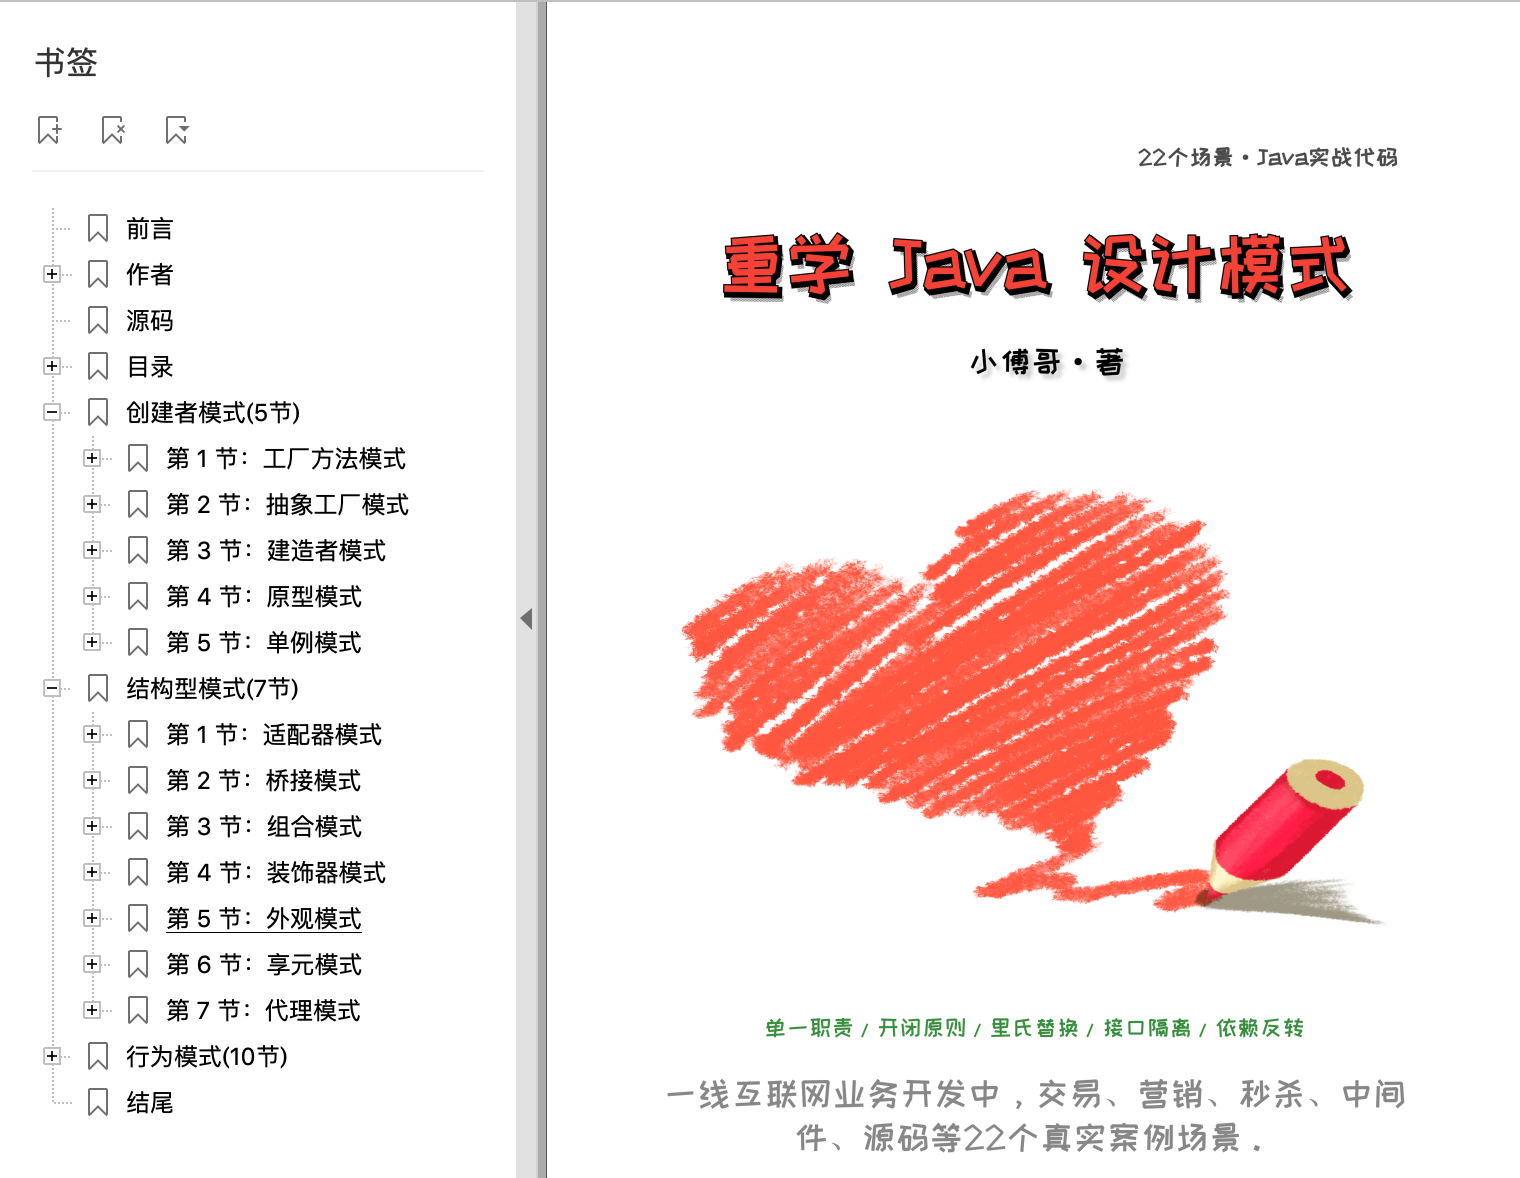 书签
前言
作者
源码
目录
创建者模式(5节)
第 1 节：工厂方法模式
第 2 节：抽象工厂模式
第 3 节：建造者模式
第 4 节：原型模式
第 5 节：单例模式
结构型模式(7节)
第 1 节：适配器模式
第 2 节：桥接模式
第 3 节：组合模式
第 4 节：装饰器模式
第 5 节：外观模式
第 6 节：享元模式
第 7 节：代理模式
行为模式(10节)
结尾
22个场景·Java实战代码
重学 Java 设计模式
小傅哥·著
单一职责 / 开闭原则 / 里氏替换 / 接口隔离 / 依赖反转
一线互联网业务开发中，交易、营销、秒杀、中间
件、源码等22个真实案例场景．